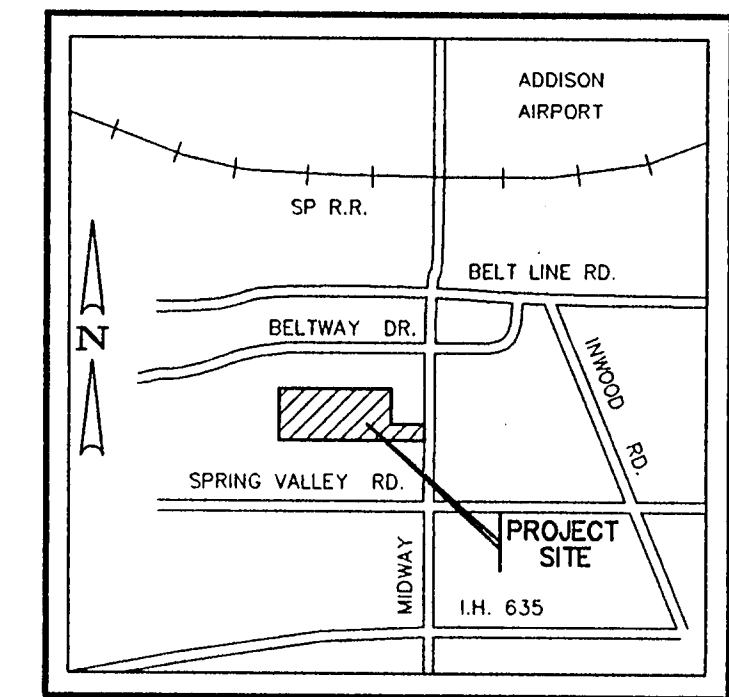 ADDISON
AIRPORT
SP R.R.
BELT LINE RD.
BELTWAY DR.
N
INWOOD RD.
SPRING VALLEY RD.
PROJECT
SITE
MIDWAY
I.H. 635